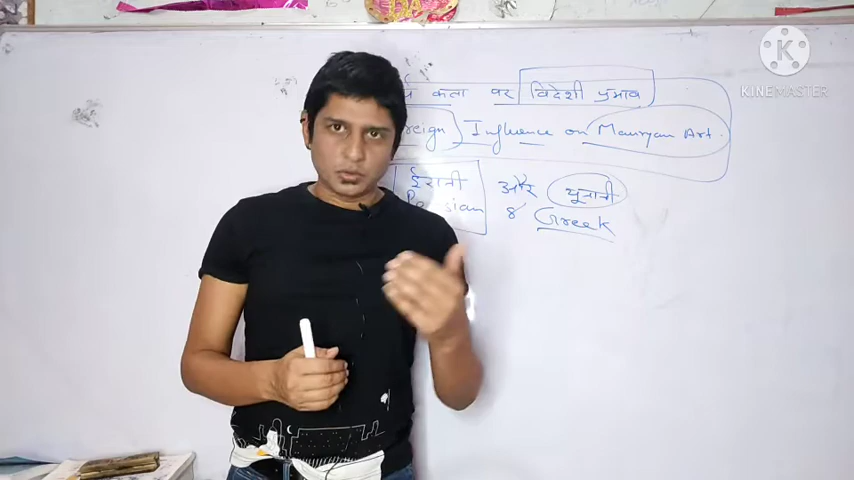 कला पर विदेशी प्रभाव
Influence on Mauryan Art.
ईरानी और यूनानी
Persian & Greek
KINEMASTER